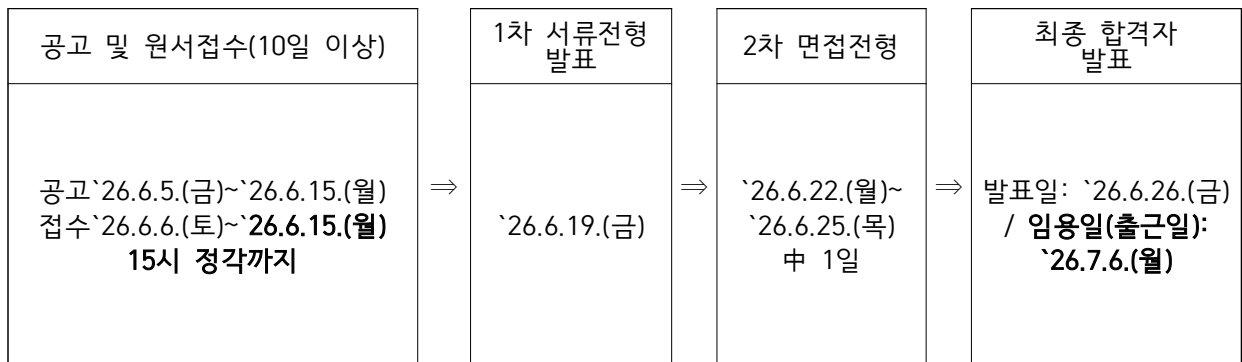 공고 및 원서접수(10일 이상)
공고`26.6.5.(금)~`26.6.15.(월)
접수`26.6.6.(토)~`26.6.15.(월)
15시 정각까지
⇒
1차 서류전형
발표
`26.6.19.(금)
⇒
2차 면접전형
`26.6.22.(월)~
`26.6.25.(목)
中 1일
⇒
최종 합격자
발표
발표일: `26.6.26.(금)
/ 임용일(출근일):
`26.7.6.(월)